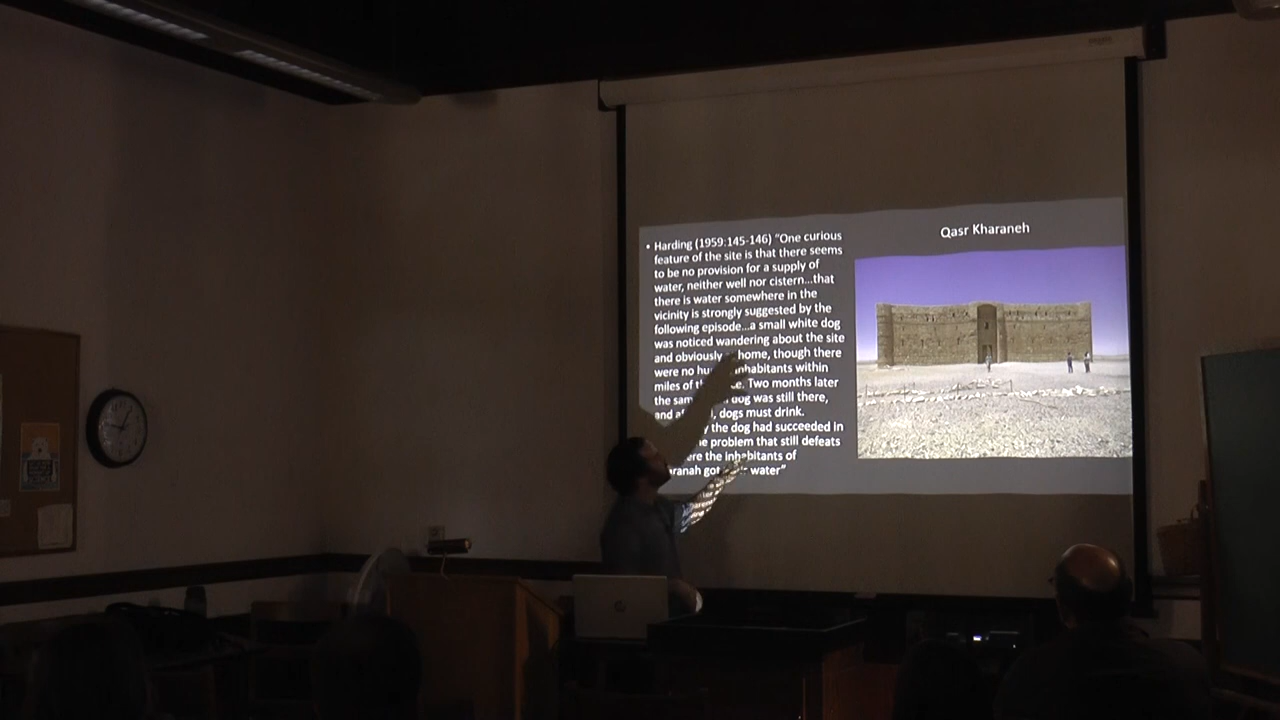 Qasr Kharaneh
• Harding (1959:145-146) “One curious
feature of the site is that there seems
to be no provision for a supply of
water, neither well nor cistern...that
there is water somewhere in the
vicinity is strongly suggested by the
following episode...a small white dog
was noticed wandering about the site
and obviously home, though there
were no inhabitants within
miles of Two months later
the dog was still there,
and dogs must drink.
the dog had succeeded in
problem that still defeats
the inhabitants of
got water”